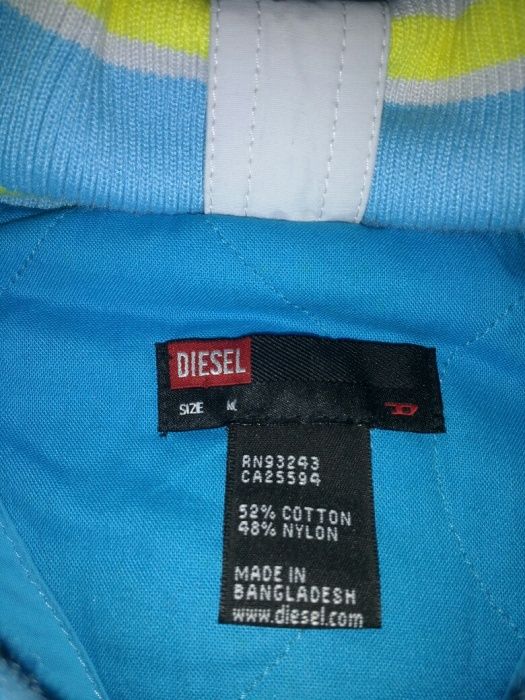 DIESEL
SIZE
RN93243
CA25594
52% COTTON
48% NYLON
MADE IN
BANGLADESH
www.diesel.com